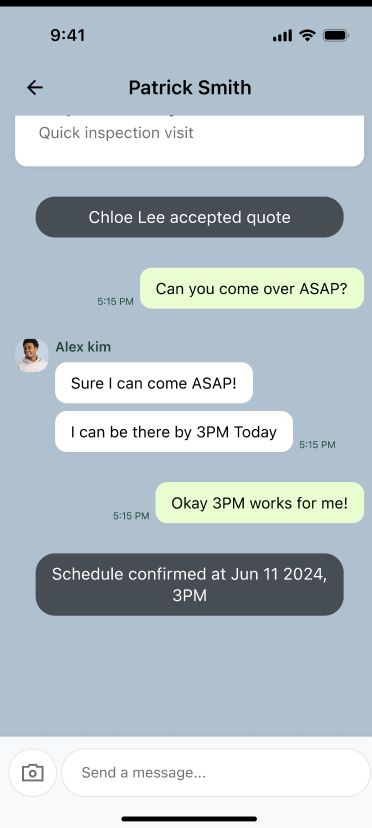 9:41
Patrick Smith
Quick inspection visit
Chloe Lee accepted quote
Can you come over ASAP?
5:15 PM
Alex kim
Sure I can come ASAP!
I can be there by 3PM Today
5:15 PM
Okay 3PM works for me!
5:15 PM
Schedule confirmed at Jun 11 2024,
3PM
Send a message...